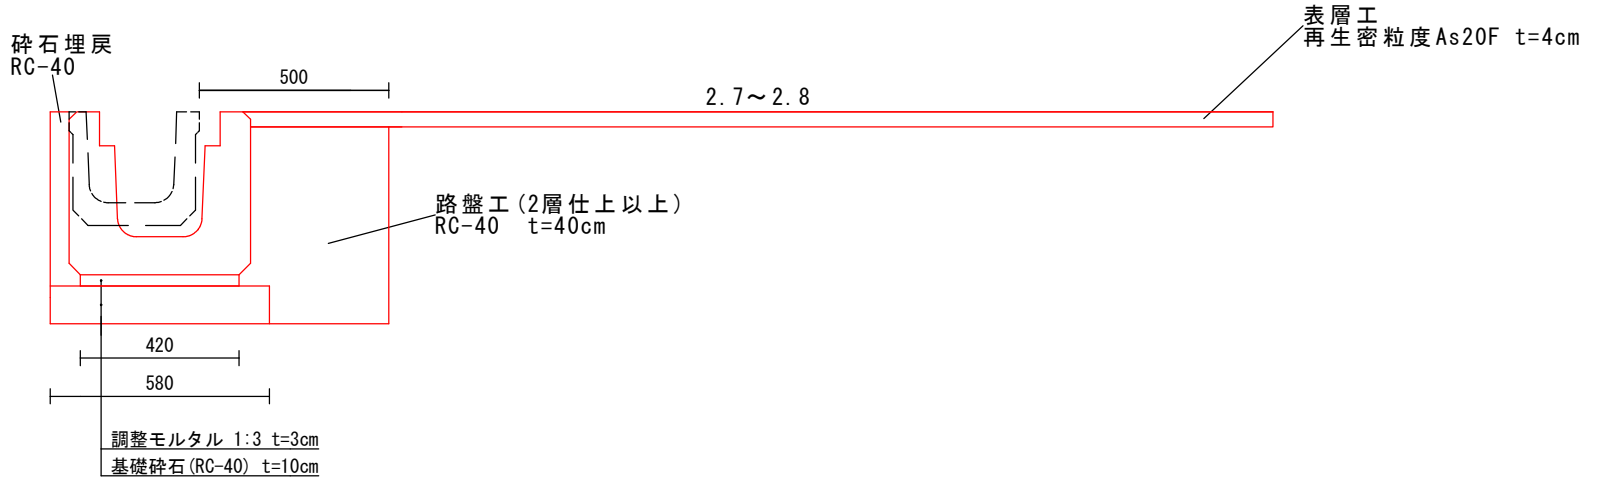 表層工
再生密粒度As20F t=4cm
砕石埋戻
RC-40
500
2.7～2.8
路盤工(2層仕上以上)
RC-40 t=40cm
420
580
調整モルタル 1:3 t=3cm
基礎砕石(RC-40) t=10cm